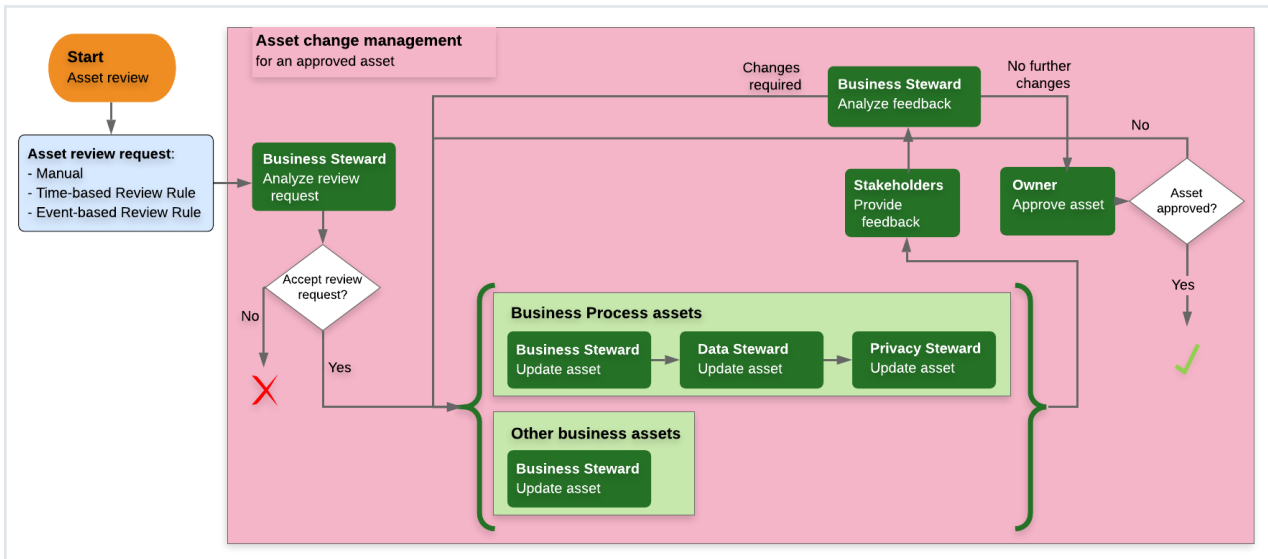 Start
Asset review
Asset review request:
- Manual
- Time-based Review Rule
- Event-based Review Rule
Asset change management
for an approved asset
Business Steward
Analyze review
request
Accept review
request?
No
Yes
Business Process assets
Business Steward
Update asset
Data Steward
Update asset
Privacy Steward
Update asset
Other business assets
Business Steward
Update asset
Stakeholders
Provide
feedback
Business Steward
Analyze feedback
Changes
required
No further
changes
Owner
Approve asset
Asset
approved?
No
Yes